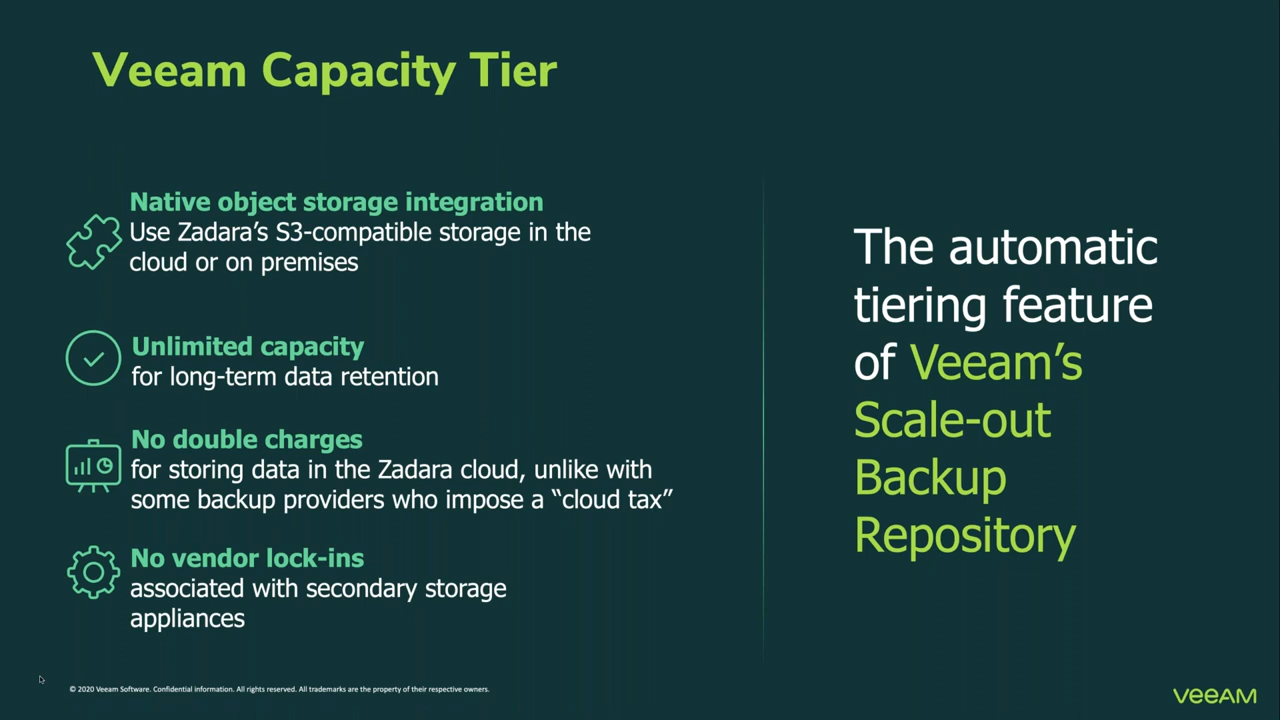 Veeam Capacity Tier
Native object storage integration
Use Zadara’s S3-compatible storage in the
cloud or on premises
Unlimited capacity
for long-term data retention
No double charges
for storing data in the Zadara cloud, unlike with
some backup providers who impose a “cloud tax”
No vendor lock-ins
associated with secondary storage
appliances
The automatic
tiering feature
of Veeam’s
Scale-out
Backup
Repository
© 2020 Veeam Software. Confidential information. All rights reserved. All trademarks are the property of their respective owners.
VEEAM